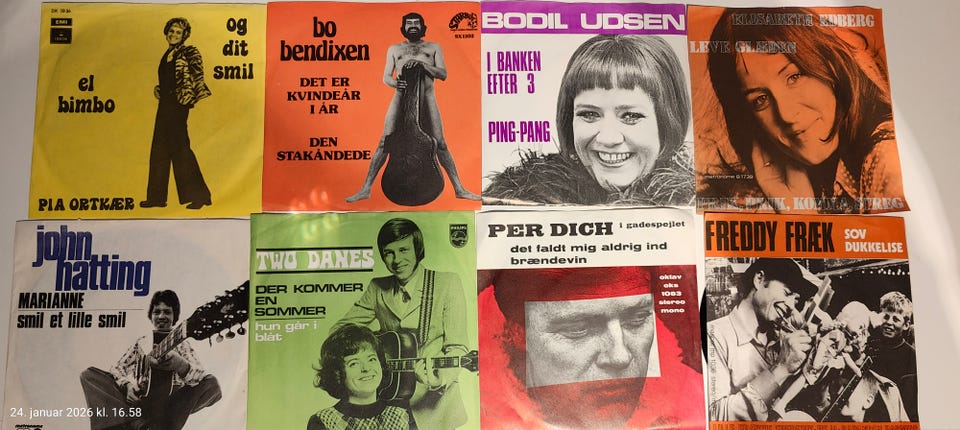 EMI
og
dit
smil
el
bimbo
PIA ORTKÆR
bo
bendixen
DET ER
KVINDEÅR
I ÅR
DEN
STAKÅNDEDE
BODIL UDSEN
I BANKEN
EFTER 3
PING-PANG
ELISABETH EDBERG
LEVE GLÆDEN
john
hatting
MARIANNE
smil et lille smil
24. januar 2026 kl. 16.58
PHILIPS
TWO DANES
DER KOMMER
EN
SOMMER
hun går i
blåt
PER DICH i gadespejlet
det faldt mig aldrig ind
brændevin
oktav
oks
1083
stereo
mono
FREDDY FRÆK SOV
DUKKELISE